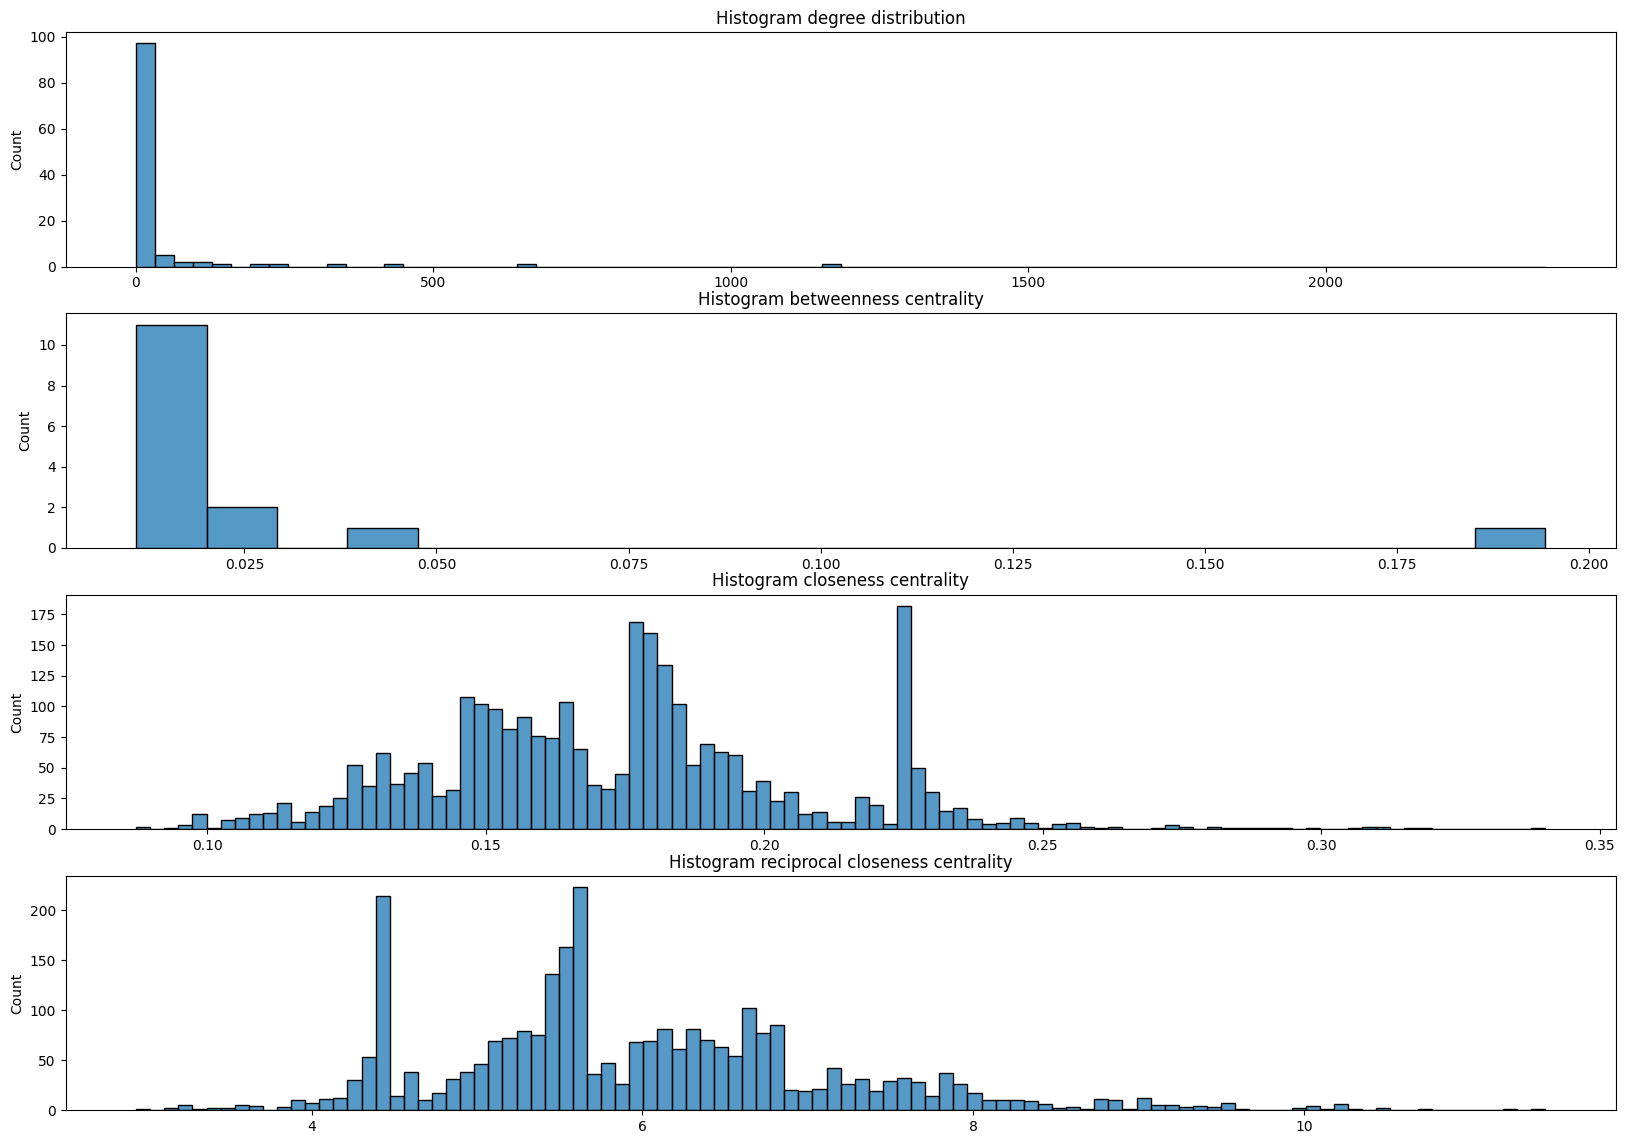 Histogram degree distribution
100
80
60
40
20
0
Count
0 500 1000 1500 2000
Histogram betweenness centrality
10
8
6
4
2
0
Count
0.025 0.050 0.075 0.100 0.125 0.150 0.175 0.200
Histogram closeness centrality
175
150
125
100
75
50
25
0
Count
0.10 0.15 0.20 0.25 0.30 0.35
Histogram reciprocal closeness centrality
200
150
100
50
0
Count
4 6 8 10